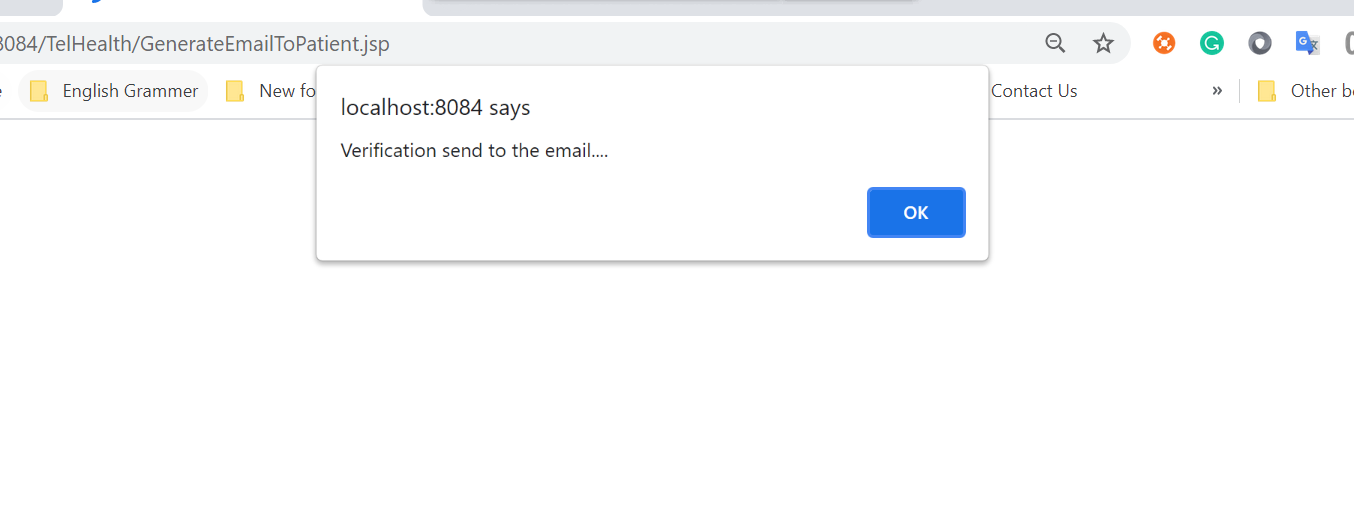 8084/TelHealth/GenerateEmailToPatient.jsp
English Grammer New fo Contact Us » Other b
localhost:8084 says
Verification send to the email....
OK